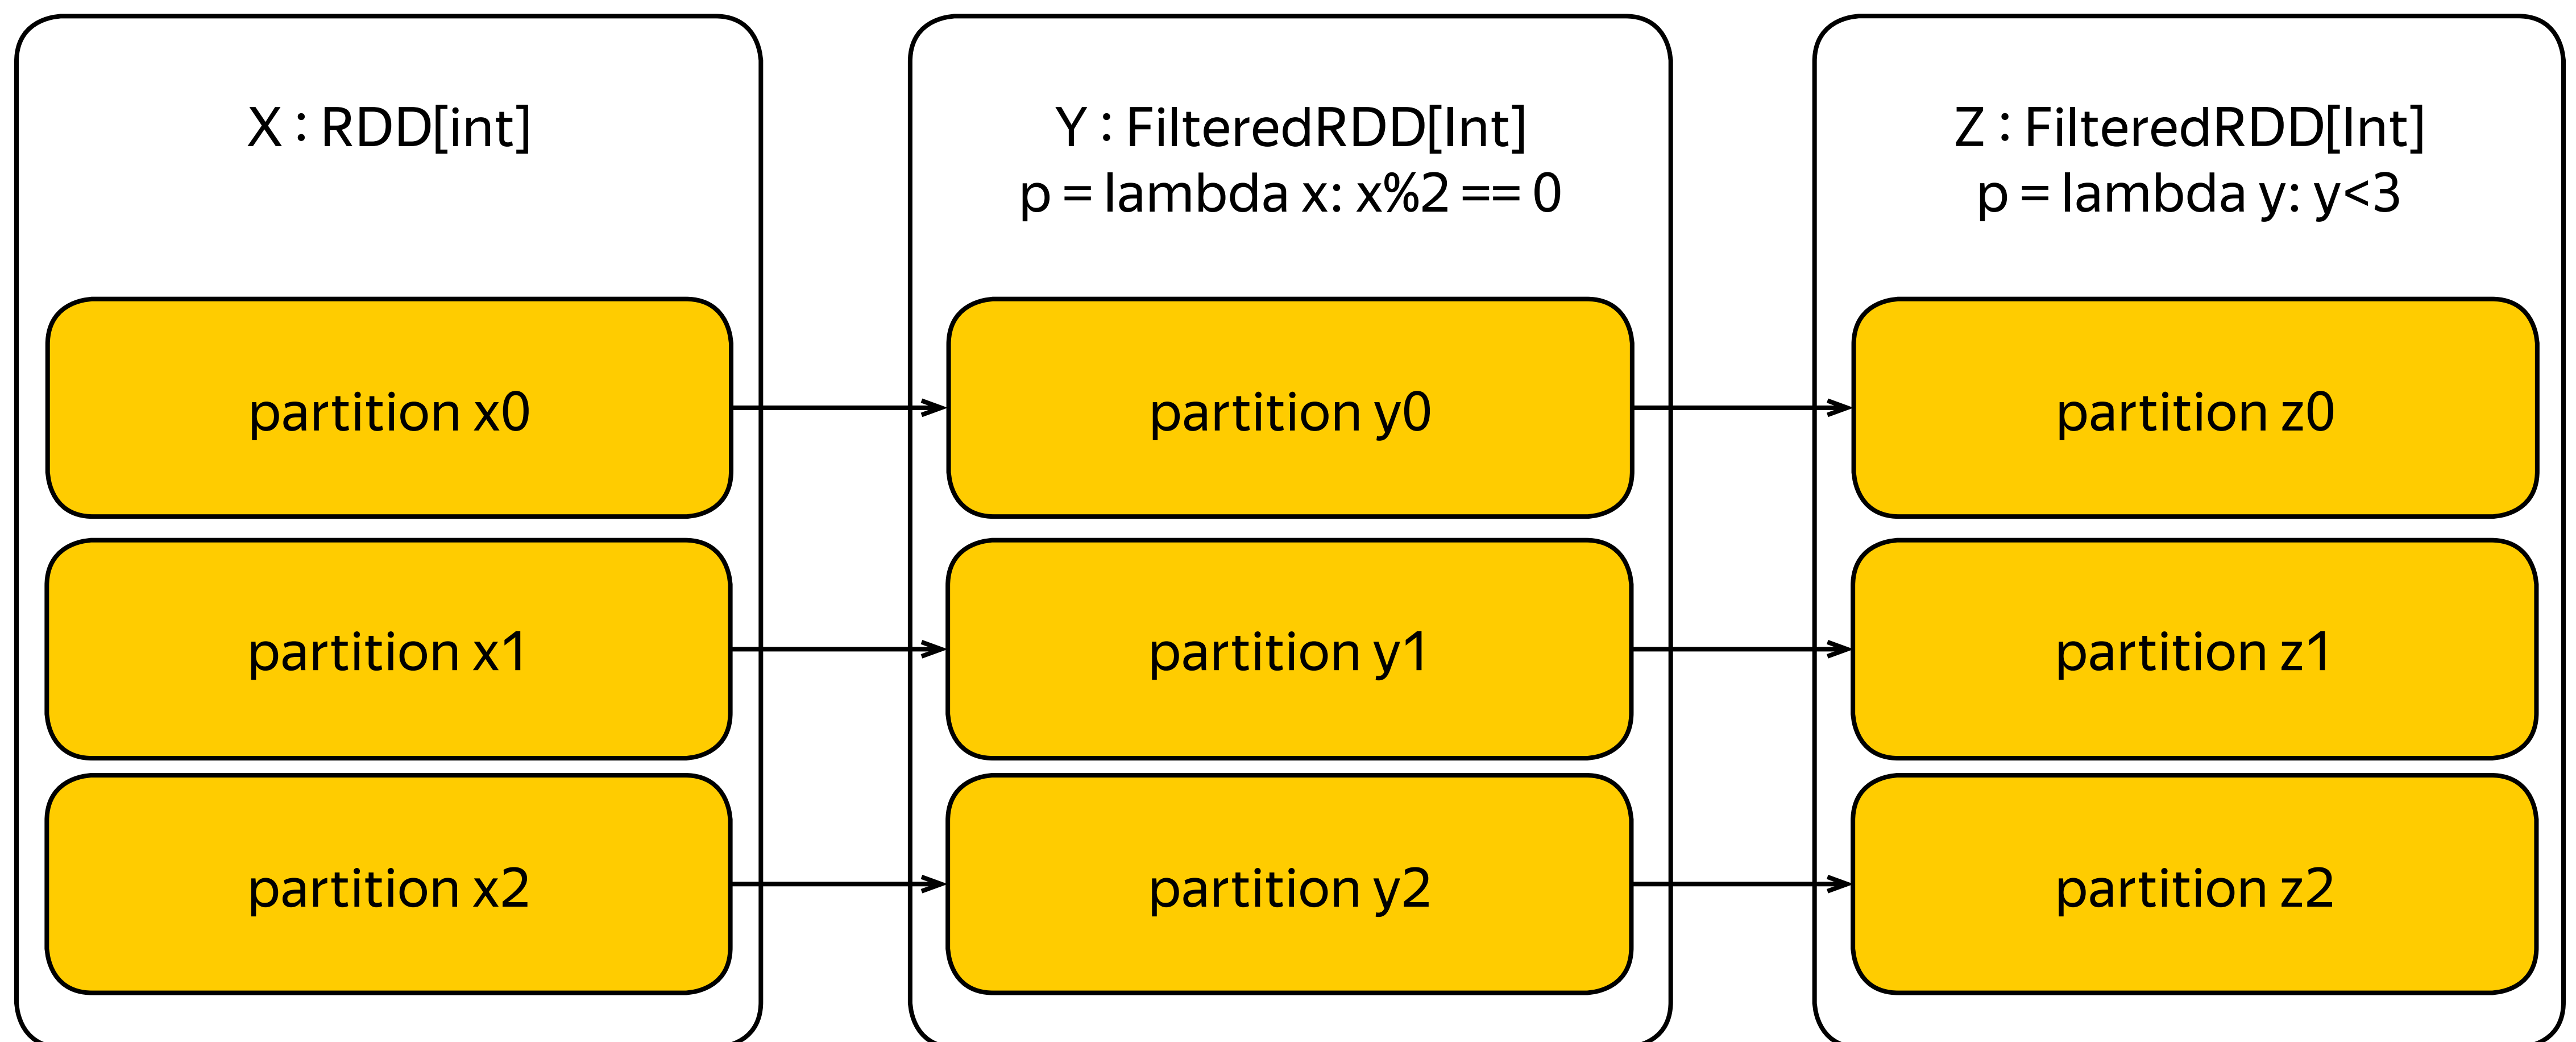 X : RDD[int]
Y : FilteredRDD[Int]
p = lambda x: x%2 == 0
Z : FilteredRDD[Int]
p = lambda y: y<3
partition x0
partition y0
partition z0
partition x1
partition y1
partition z1
partition x2
partition y2
partition z2